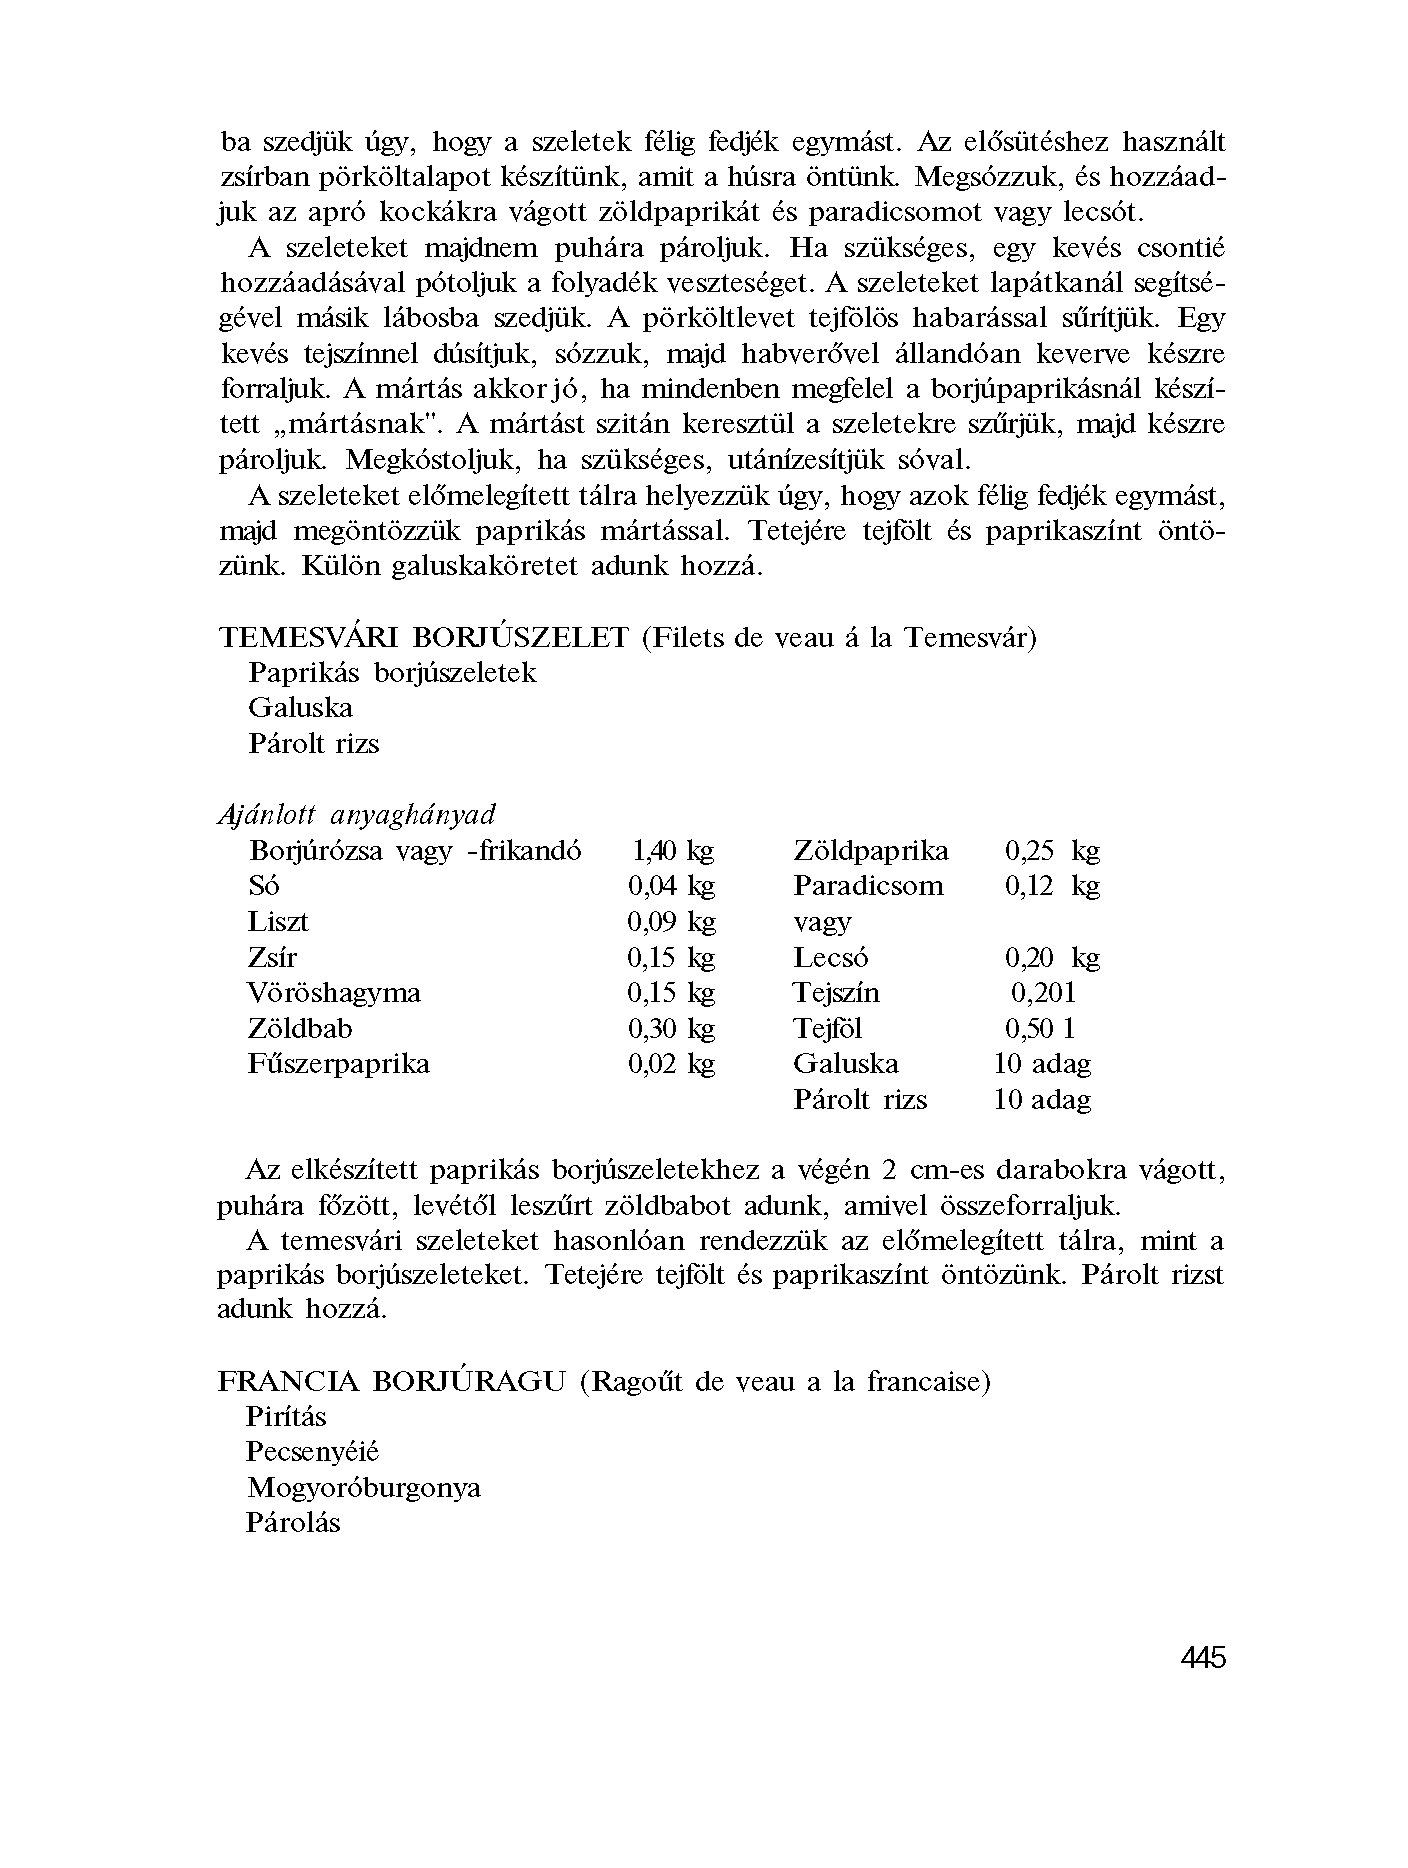 ba szedjük úgy, hogy a szeletek félig fedjék egymást. Az elősütéshez használt
zsírban pörköltalapot készítünk, amit a húsra öntünk. Megsózzuk, és hozzáad-
juk az apró kockákra vágott zöldpaprikát és paradicsomot vagy lecsót.
A szeleteket majdnem puhára pároljuk. Ha szükséges, egy kevés csontié
hozzáadásával pótoljuk a folyadék veszteséget. A szeleteket lapátkanál segítsé-
gével másik lábosba szedjük. A pörköltlevet tejfölös habarással sűrítjük. Egy
kevés tejszínnel dúsítjuk, sózzuk, majd habverővel állandóan keverve készre
forraljuk. A mártás akkor jó, ha mindenben megfelel a borjúpaprikásnál készí-
tett „mártásnak". A mártást szitán keresztül a szeletekre szűrjük, majd készre
pároljuk. Megkóstoljuk, ha szükséges, utánízesítjük sóval.
A szeleteket előmelegített tálra helyezzük úgy, hogy azok félig fedjék egymást,
majd megöntözzük paprikás mártással. Tetejére tejfölt és paprikaszínt öntö-
zünk. Külön galuskaköretet adunk hozzá.
TEMESVÁRI BORJÚSZELET (Filets de veau á la Temesvár)
Paprikás borjúszeletek
Galuska
Párolt rizs
Ajánlott anyaghányad
Borjúrózsa vagy -frikandó 1,40 kg Zöldpaprika 0,25 kg
Só 0,04 kg Paradicsom 0,12 kg
Liszt 0,09 kg vagy
Zsír 0,15 kg Lecsó 0,20 kg
Vöröshagyma 0,15 kg Tejszín 0,201
Zöldbab 0,30 kg Tejföl 0,50 1
Fűszerpaprika 0,02 kg Galuska 10 adag
Párolt rizs 10 adag
Az elkészített paprikás borjúszeletekhez a végén 2 cm-es darabokra vágott,
puhára főzött, levétől leszűrt zöldbabot adunk, amivel összeforraljuk.
A temesvári szeleteket hasonlóan rendezzük az előmelegített tálra, mint a
paprikás borjúszeleteket. Tetejére tejfölt és paprikaszínt öntözünk. Párolt rizst
adunk hozzá.
FRANCIA BORJÚRAGU (Ragoűt de veau a la francaise)
Pirítás
Pecsenyéié
Mogyoróburgonya
Párolás
445